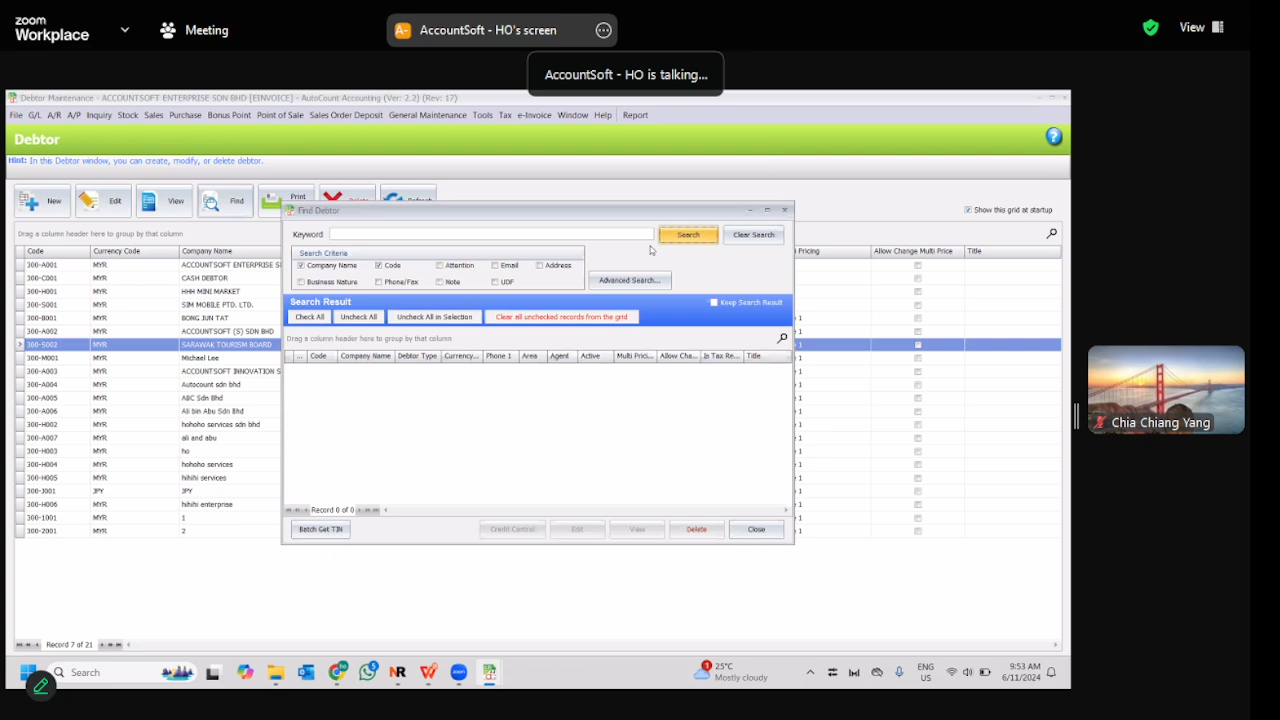 zoom
Workplace
Meeting
AccountSoft - HO's screen
View
AccountSoft - HO is talking...
Debtor Maintenance - ACCOUNTSOFT ENTERPRISE SDN BHD [EINVOICE] - AutoCount Accounting (Ver: 2.2) (Rev: 17)
File G/L A/R A/P Inquiry Stock Sales Purchase Bonus Point Point of Sale Sales Order Deposit General Maintenance Tools Tax e-Invoice Window Help Report
Debtor
Hint: In this Debtor window, you can create, modify, or delete debtor.
New Edit View Find Print Delete Refresh
Show this grid at startup
Drag a column header here to group by that column
Code Currency Code Company Name Pricing Allow Change Multi Price Title
300-A001 MYR ACCOUNTSOFT ENTERPRISE S
300-C001 MYR CASH DEBTOR
300-H001 MYR HHH MINI MARKET
300-S001 MYR SIM MOBILE PTD. LTD.
300-B001 MYR BONG JUN TAT
300-A002 MYR ACCOUNTSOFT (S) SDN BHD
300-S002 MYR SARAWAK TOURISM BOARD
300-M001 MYR Michael Lee
300-A003 MYR ACCOUNTSOFT INNOVATION S
300-A004 MYR Autocount sdn bhd
300-A005 MYR ABC Sdn Bhd
300-A006 MYR Ali bin Abu Sdn Bhd
300-H002 MYR hohoho services sdn bhd
300-A007 MYR ali and abu
300-H003 MYR ho
300-H004 MYR hohoho services
300-H005 MYR hihihi services
300-J001 JPY JPY
300-H006 MYR hihihi enterprise
300-1001 MYR 1
300-2001 MYR 2
Record 7 of 21
Find Debtor
Keyword Search Clear Search
Search Criteria
Company Name Code Attention Email Address
Business Nature Phone/Fax Note UDF
Advanced Search...
Search Result
Keep Search Result
Check All Uncheck All Uncheck All in Selection Clear all unchecked records from the grid
Drag a column header here to group by that column
... Code Company Name Debtor Type Currency... Phone 1 Area Agent Active Multi Prici... Allow Cha... Is Tax Re... Title
Record 0 of 0
Batch Get TIN Credit Control Edit View Delete Close
Chia Chiang Yang
Search
5
1
25°C
Mostly cloudy
ENG
US
9:53 AM
6/11/2024